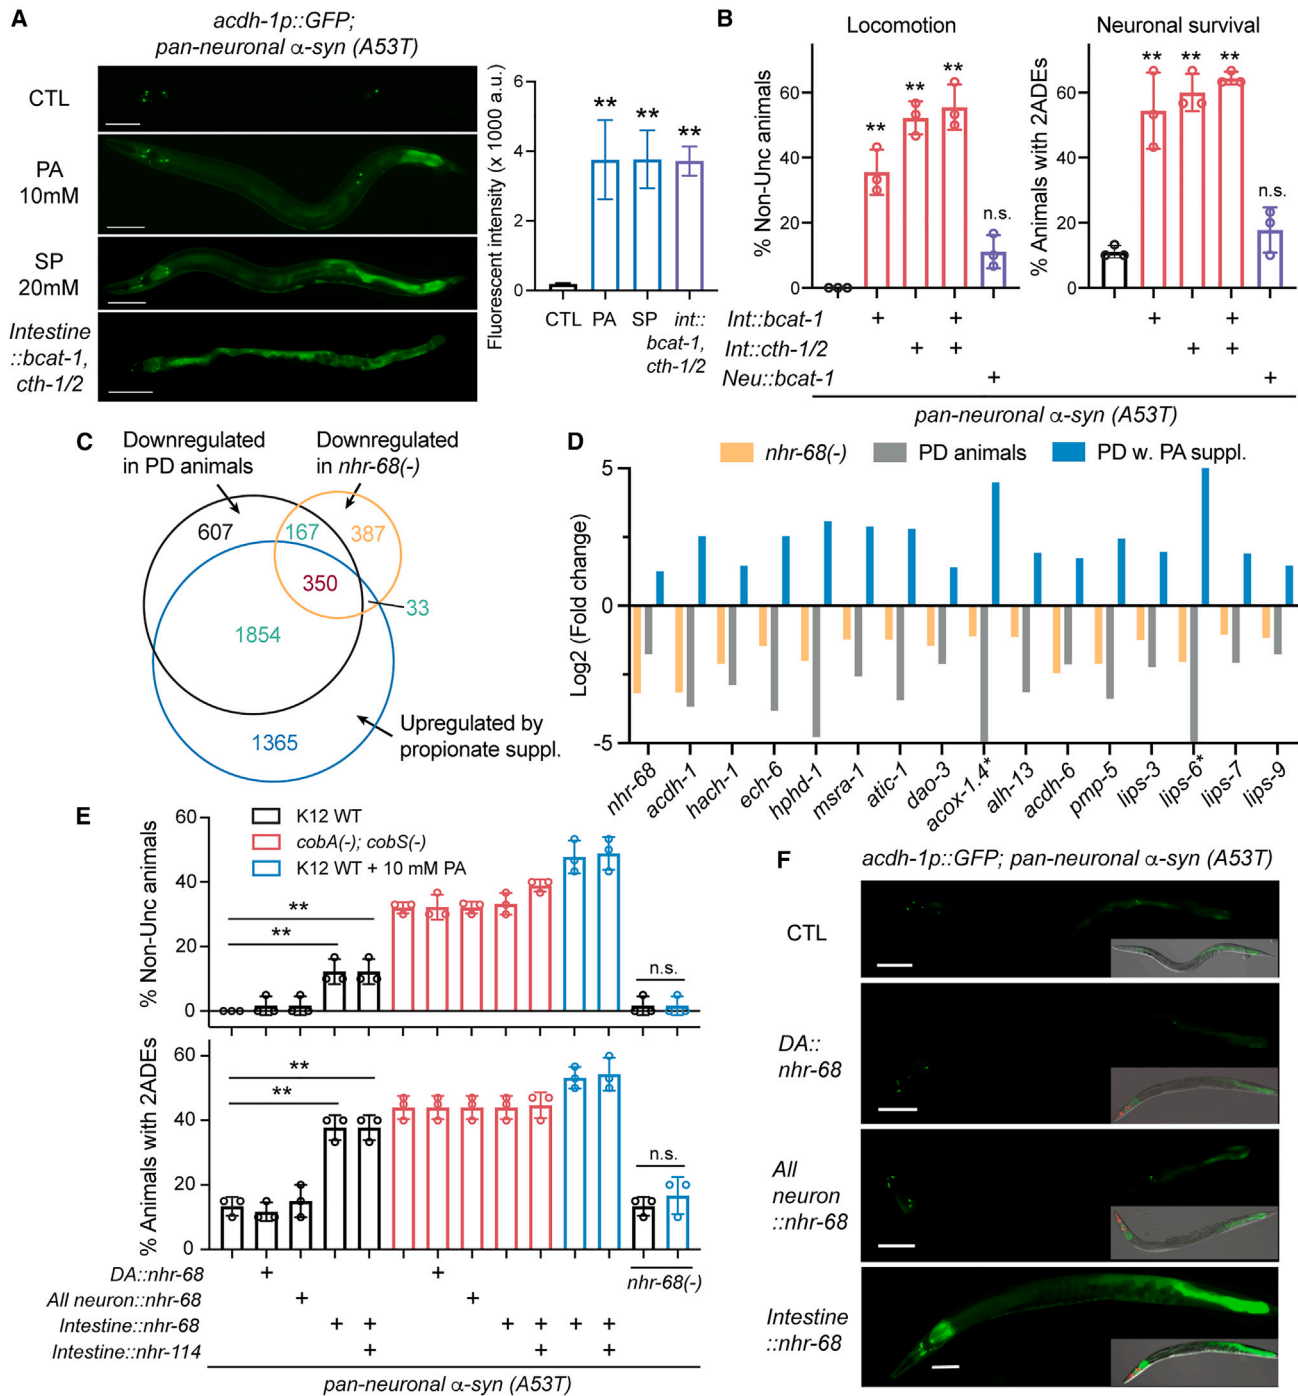 A
acdh-1p::GFP;
pan-neuronal α-syn (A53T)
CTL
PA
10mM
SP
20mM
Intestine
::bcat-1,
cth-1/2
Fluorescent intensity (x 1000 a.u.)
6
4
2
0
**
**
**
CTL
PA
SP
int::
bcat-1,
cth-1/2
B
Locomotion
% Non-Unc animals
60
40
20
0
**
**
**
n.s.
Neuronal survival
% Animals with 2ADEs
60
40
20
0
** ** **
n.s.
Int::bcat-1 + + + +
Int::cth-1/2 + + + +
Neu::bcat-1 + +
pan-neuronal α-syn (A53T)
C
Downregulated
in PD animals
Downregulated
in nhr-68(-)
607
167
387
350
33
1854
1365
Upregulated by
propionate suppl.
D
nhr-68(-)
PD animals
PD w. PA suppl.
Log2 (Fold change)
5
0
-5
nhr-68
acdh-1
hach-1
ech-6
hphd-1
msra-1
atic-1
dao-3
acox-1.4*
alh-13
acdh-6
pmp-5
lips-3
lips-6*
lips-7
lips-9
E
K12 WT
cobA(-); cobS(-)
K12 WT + 10 mM PA
% Non-Unc animals
60
40
20
0
**
**
n.s.
% Animals with 2ADEs
60
40
20
0
**
**
n.s.
DA::nhr-68 + +
All neuron::nhr-68 + +
Intestine::nhr-68 + + + + + +
Intestine::nhr-114 + + +
nhr-68(-)
pan-neuronal α-syn (A53T)
F
acdh-1p::GFP; pan-neuronal α-syn (A53T)
CTL
DA::
nhr-68
All
neuron
::nhr-68
Intestine
::nhr-68